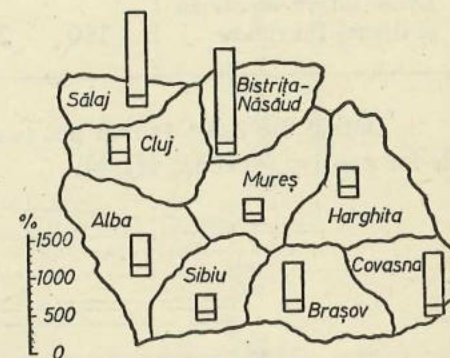 Sălaj
Bistrița-
Năsăud
Cluj
Mureș
Harghita
Alba
Sibiu
Brașov
Covasna
%
1500
1000
500
0